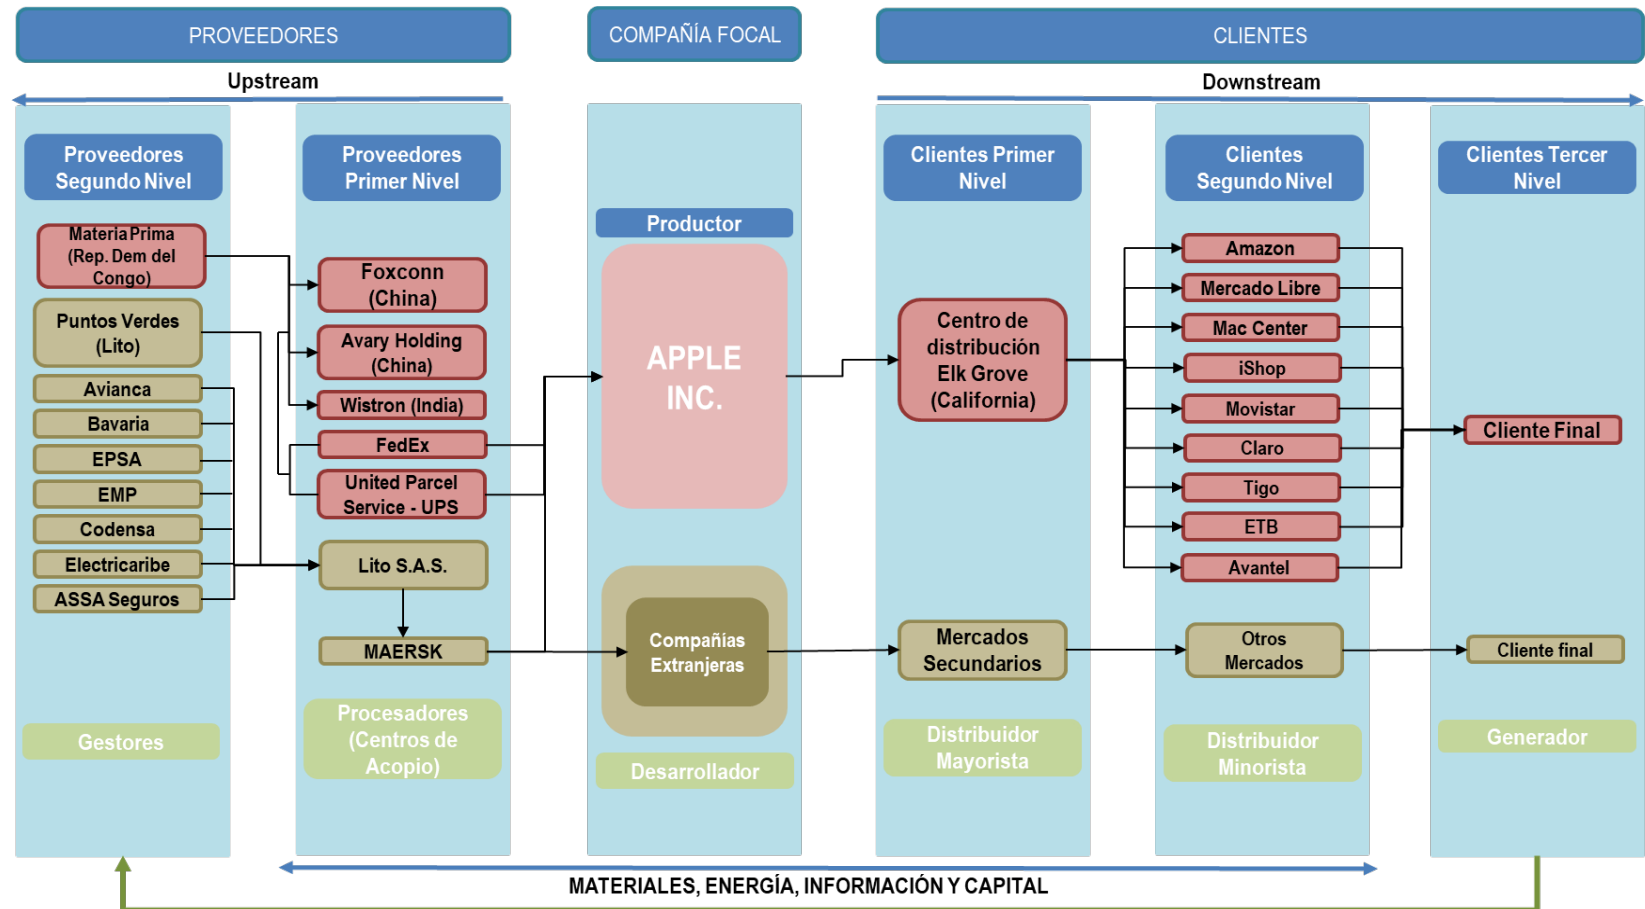 PROVEEDORES
COMPAÑÍA FOCAL
CLIENTES
Upstream
Downstream
Proveedores
Segundo Nivel
Proveedores
Primer Nivel
Clientes Primer
Nivel
Clientes
Segundo Nivel
Clientes Tercer
Nivel
Materia Prima
(Rep. Dem del
Congo)
Puntos Verdes
(Lito)
Avianca
Bavaria
EPSA
EMP
Codensa
Electricaribe
ASSA Seguros
Gestores
Foxconn
(China)
Avary Holding
(China)
Wistron (India)
FedEx
United Parcel
Service - UPS
Lito S.A.S.
MAERSK
Procesadores
(Centros de
Acopio)
Productor
APPLE
INC.
Compañías
Extranjeras
Desarrollador
Centro de
distribución
Elk Grove
(California)
Mercados
Secundarios
Distribuidor
Mayorista
Amazon
Mercado Libre
Mac Center
iShop
Movistar
Claro
Tigo
ETB
Avantel
Otros
Mercados
Distribuidor
Minorista
Cliente Final
Cliente final
Generador
MATERIALES, ENERGÍA, INFORMACIÓN Y CAPITAL